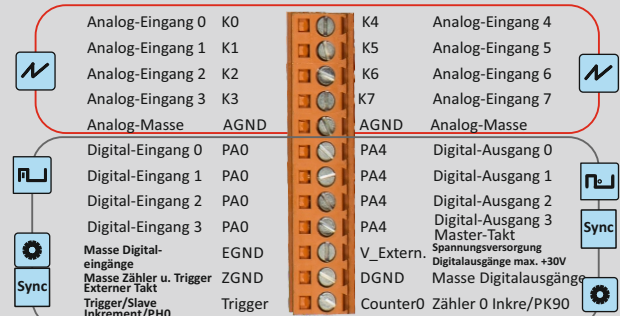 Analog-Eingang 0 K0 K4 Analog-Eingang 4
Analog-Eingang 1 K1 K5 Analog-Eingang 5
Analog-Eingang 2 K2 K6 Analog-Eingang 6
Analog-Eingang 3 K3 K7 Analog-Eingang 7
Analog-Masse AGND AGND Analog-Masse
Digital-Eingang 0 PA0 PA4 Digital-Ausgang 0
Digital-Eingang 1 PA0 PA4 Digital-Ausgang 1
Digital-Eingang 2 PA0 PA4 Digital-Ausgang 2
Digital-Eingang 3 PA0 PA4 Digital-Ausgang 3
Master-Takt
Sync
Masse Digital-
eingänge
EGND V_Extern. Spannungsversorgung
Digitalausgänge max. +30V
Sync
Masse Zähler u. Trigger
Externer Takt
ZGND DGND Masse Digitalausgänge
Trigger/Slave
Inkrement/PH0
Trigger Counter0 Zähler 0 Inkre/PK90